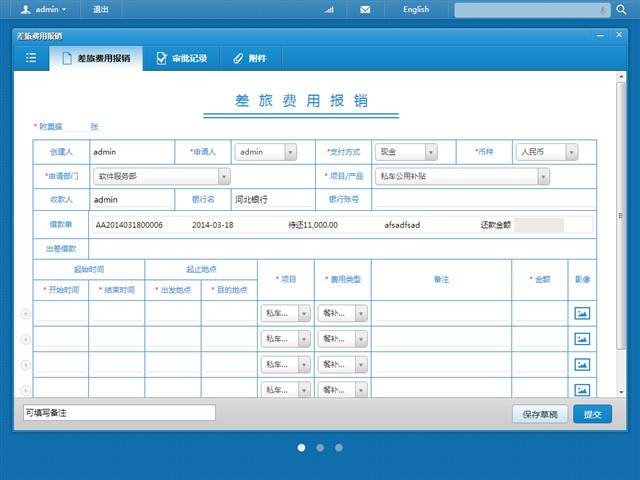 admin 退出 English
差旅费用报销
差旅费用报销 审批记录 附件
差旅费用报销
* 附票据 张
创建人 admin *申请人 admin *支付方式 现金 *币种 人民币
*申请部门 软件服务部 * 项目/产品 私车公用补贴
收款人 admin 银行名 河北银行 银行账号
借款单 AA2014031800006 2014-03-18 待还11,000.00 afsadfsad 还款金额
出差借款
起始时间 起止地点 * 项目 * 费用类型 备注 * 金额 影像
* 开始时间 * 结束时间 * 出发地点 * 目的地点
私车... 餐补...
私车... 餐补...
私车... 餐补...
私车... 餐补...
可填写备注 保存草稿 提交